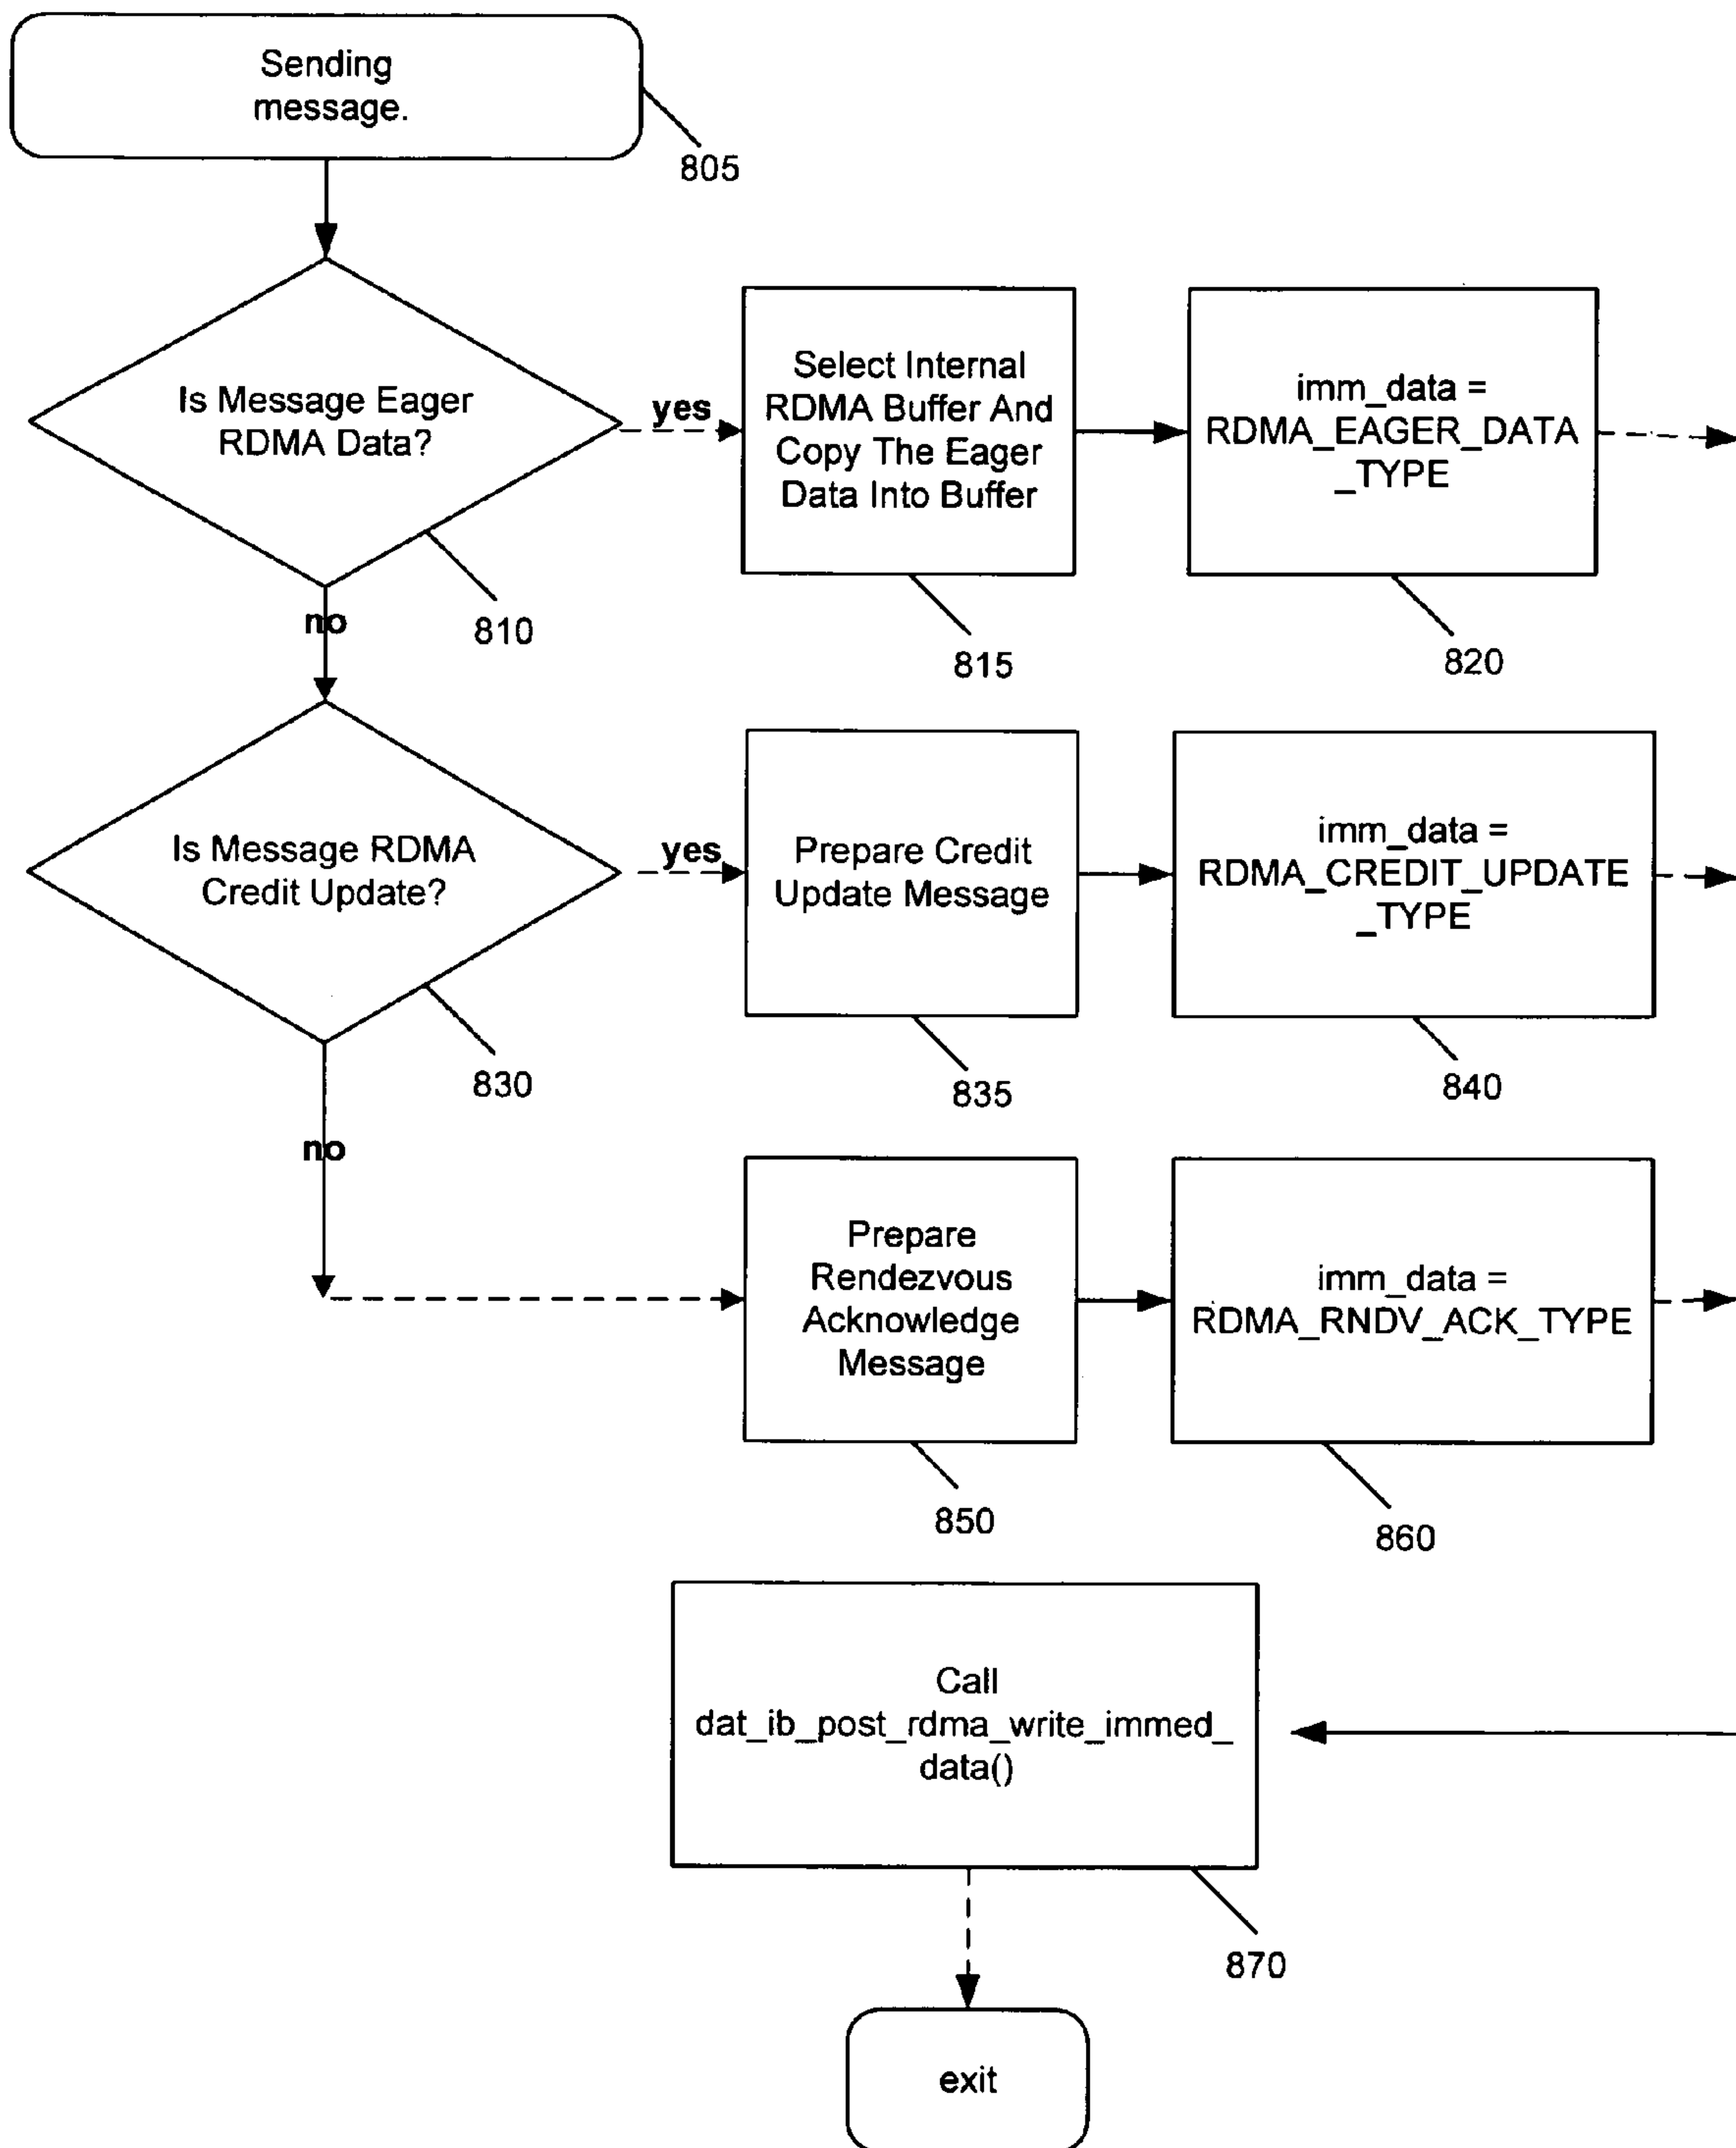 Sending
message.
805
Is Message Eager
RDMA Data?
810
yes
no
Select Internal
RDMA Buffer And
Copy The Eager
Data Into Buffer
815
imm_data =
RDMA_EAGER_DATA
_TYPE
820
Is Message RDMA
Credit Update?
830
yes
no
Prepare Credit
Update Message
835
imm_data =
RDMA_CREDIT_UPDATE
_TYPE
840
Prepare
Rendezvous
Acknowledge
Message
850
imm_data =
RDMA_RNDV_ACK_TYPE
860
Call
dat_ib_post_rdma_write_immed_
data()
870
exit